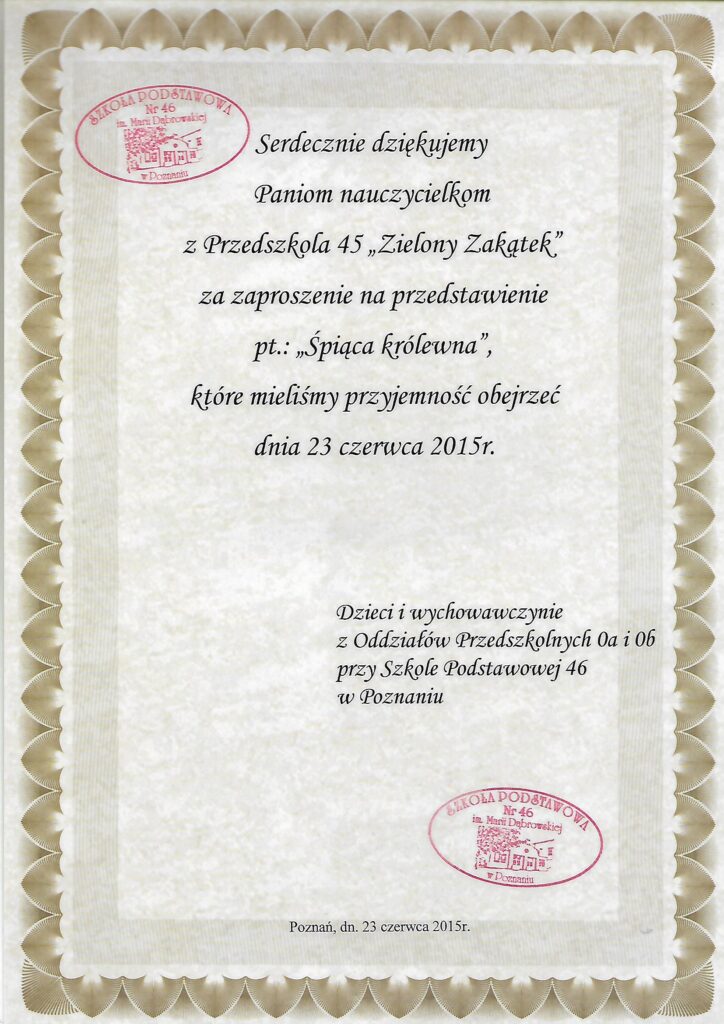 SZKOŁA PODSTAWOWA
Nr 46
im. Marii Dąbrowskiej
w Poznaniu
Serdecznie dziękujemy
Paniom nauczycielkom
z Przedszkola 45 „Zielony Zakątek”
za zaproszenie na przedstawienie
pt.: „Śpiąca królewna”,
które mieliśmy przyjemność obejrzeć
dnia 23 czerwca 2015r.
Dzieci i wychowawczynie
z Oddziałów Przedszkolnych 0a i 0b
przy Szkole Podstawowej 46
w Poznaniu
SZKOŁA PODSTAWOWA
Nr 46
im. Marii Dąbrowskiej
w Poznaniu
Poznań, dn. 23 czerwca 2015r.